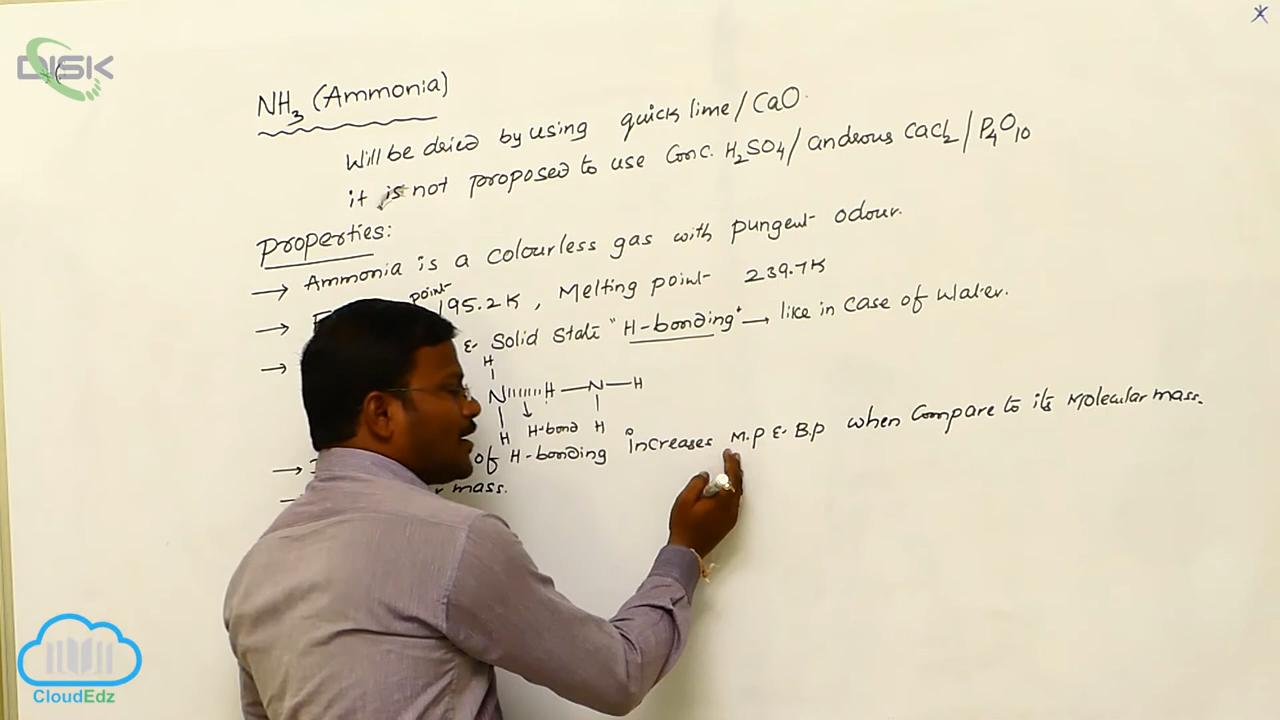 DISK
NH3 (Ammonia)
Will be dried by using quick lime/CaO.
it is not proposed to use Conc. H2SO4/androus CaCl2/P4O10
Properties:
→ Ammonia is a colourless gas with pungent odour.
→ point 195.2K, Melting point 239.7K
→ & Solid State "H-bonding" → like in case of water.
H
N H — N — H
H H-bond H
→ of H-bonding increases M.P & B.P when Compare to its Molecular mass.
→ mass.
CloudEdz